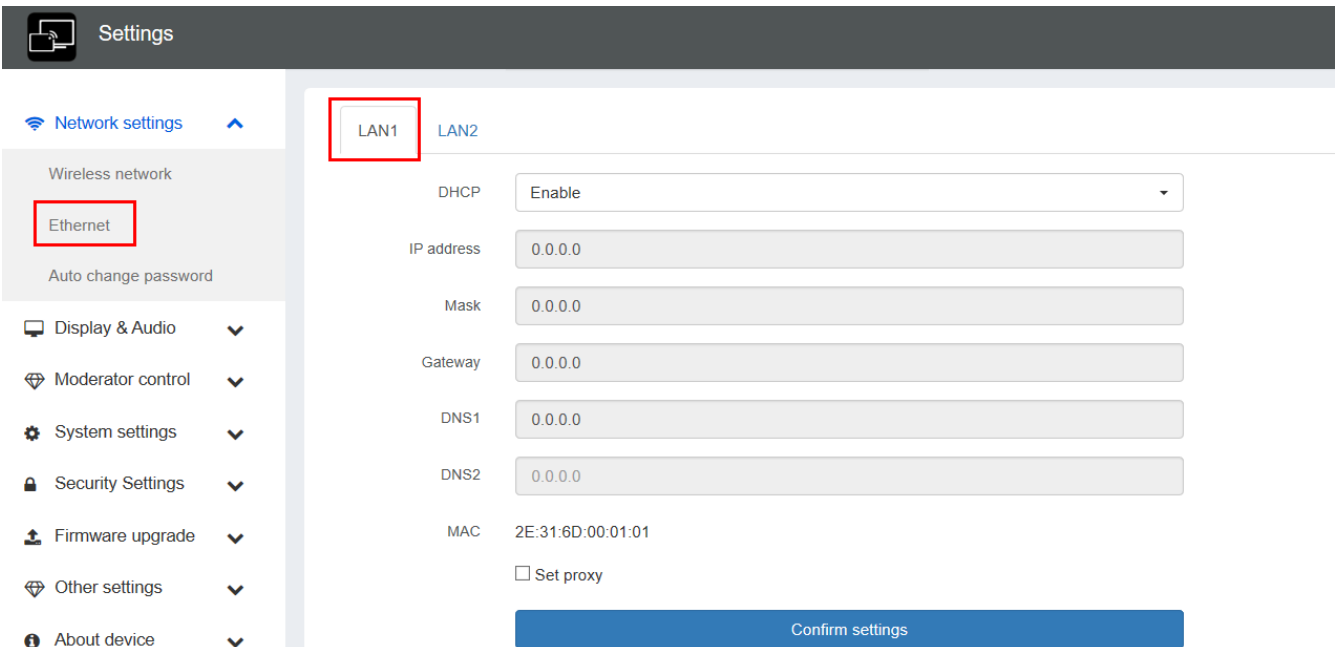 Settings
Network settings
Wireless network
Ethernet
Auto change password
Display & Audio
Moderator control
System settings
Security Settings
Firmware upgrade
Other settings
About device
LAN1 LAN2
DHCP Enable
IP address 0.0.0.0
Mask 0.0.0.0
Gateway 0.0.0.0
DNS1 0.0.0.0
DNS2 0.0.0.0
MAC 2E:31:6D:00:01:01
Set proxy
Confirm settings